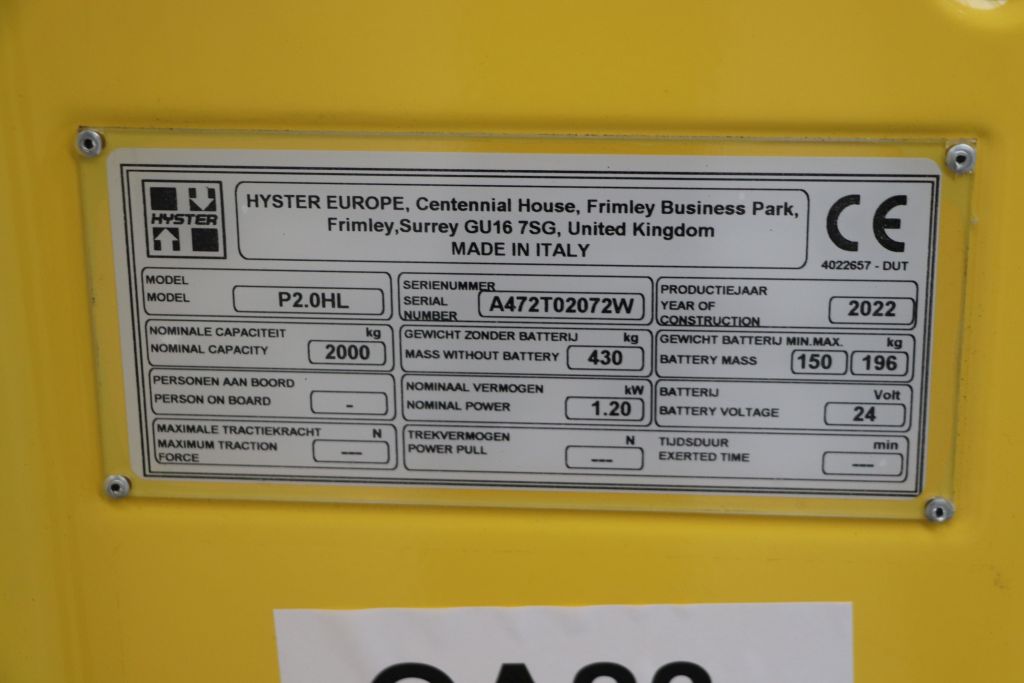 HYSTER
HYSTER EUROPE, Centennial House, Frimley Business Park,
Frimley,Surrey GU16 7SG, United Kingdom
MADE IN ITALY
CE
4022657 - DUT
MODEL
MODEL
P2.0HL
SERIENUMMER
SERIAL
NUMBER
A472T02072W
PRODUCTIEJAAR
YEAR OF
CONSTRUCTION
2022
NOMINALE CAPACITEIT kg
NOMINAL CAPACITY 2000
GEWICHT ZONDER BATTERIJ kg
MASS WITHOUT BATTERY 430
GEWICHT BATTERIJ MIN.MAX. kg
BATTERY MASS 150 196
PERSONEN AAN BOORD
PERSON ON BOARD -
NOMINAAL VERMOGEN kW
NOMINAL POWER 1.20
BATTERIJ Volt
BATTERY VOLTAGE 24
MAXIMALE TRACTIEKRACHT N
MAXIMUM TRACTION
FORCE
---
TREKVERMOGEN N
POWER PULL
---
TIJDSDUUR min
EXERTED TIME
---